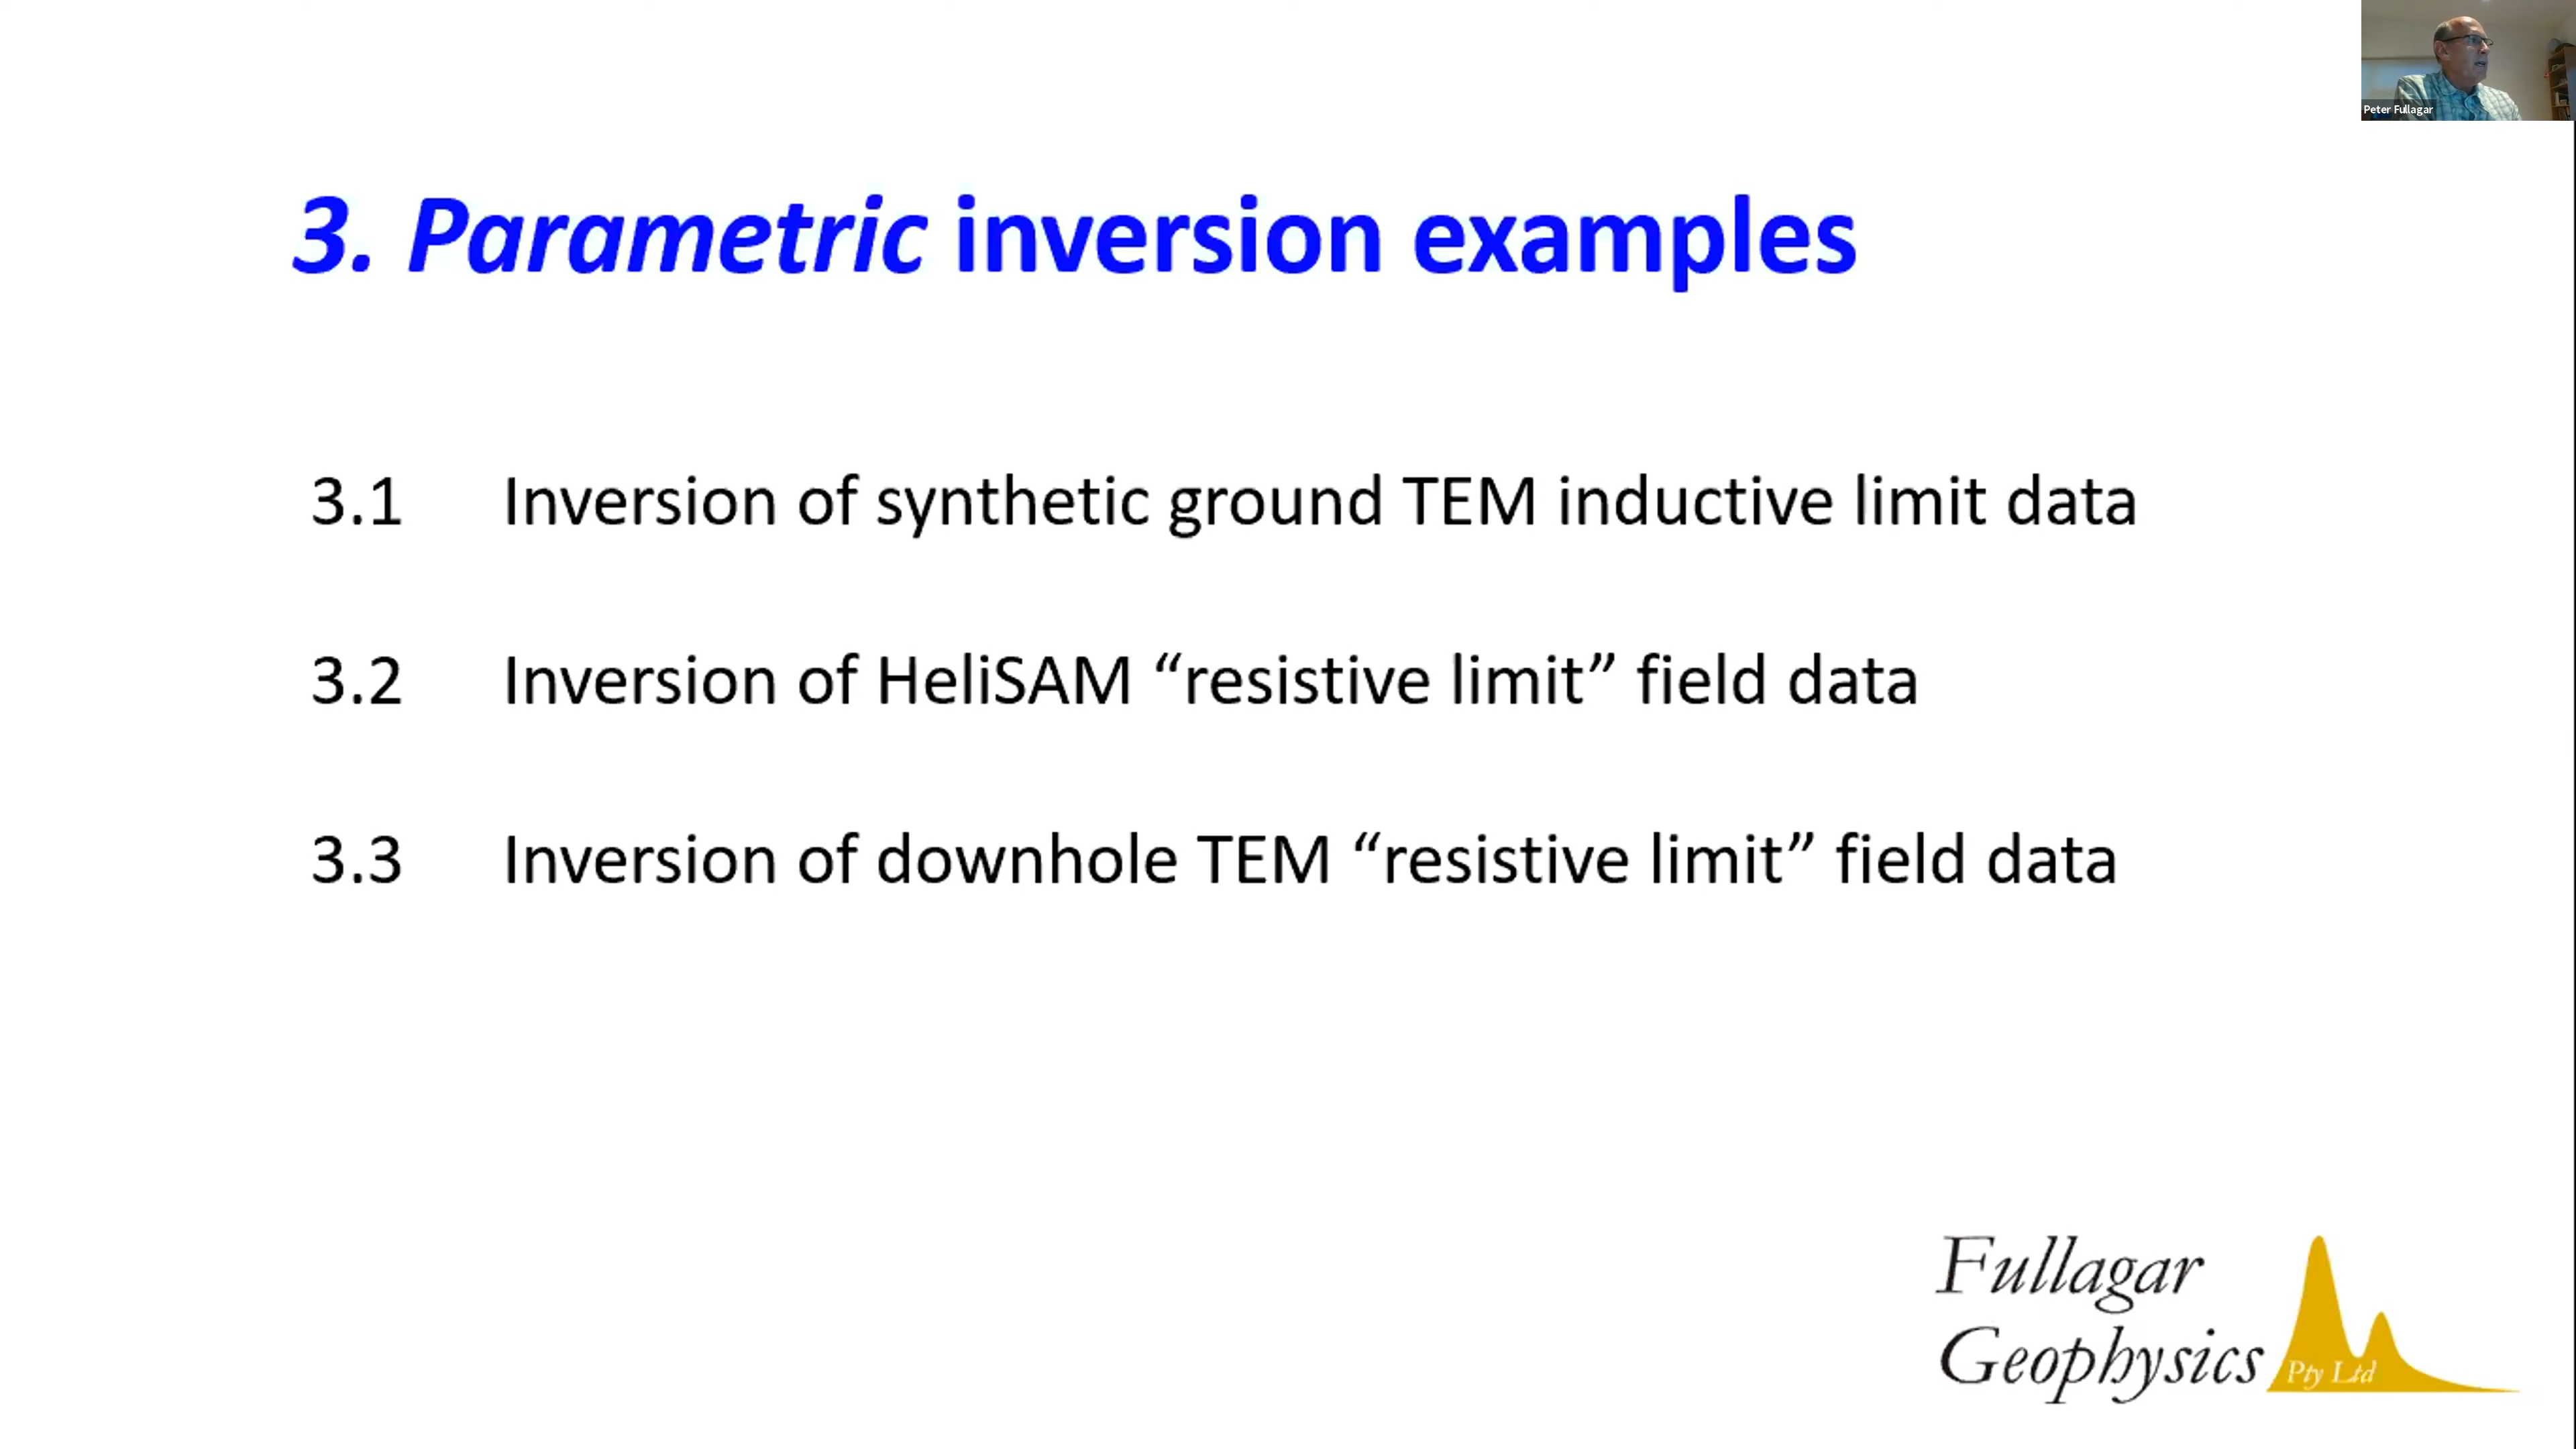 Peter Fullagar
3. Parametric inversion examples
3.1 Inversion of synthetic ground TEM inductive limit data
3.2 Inversion of HeliSAM “resistive limit” field data
3.3 Inversion of downhole TEM “resistive limit” field data
Fullagar
Geophysics
Pty Ltd